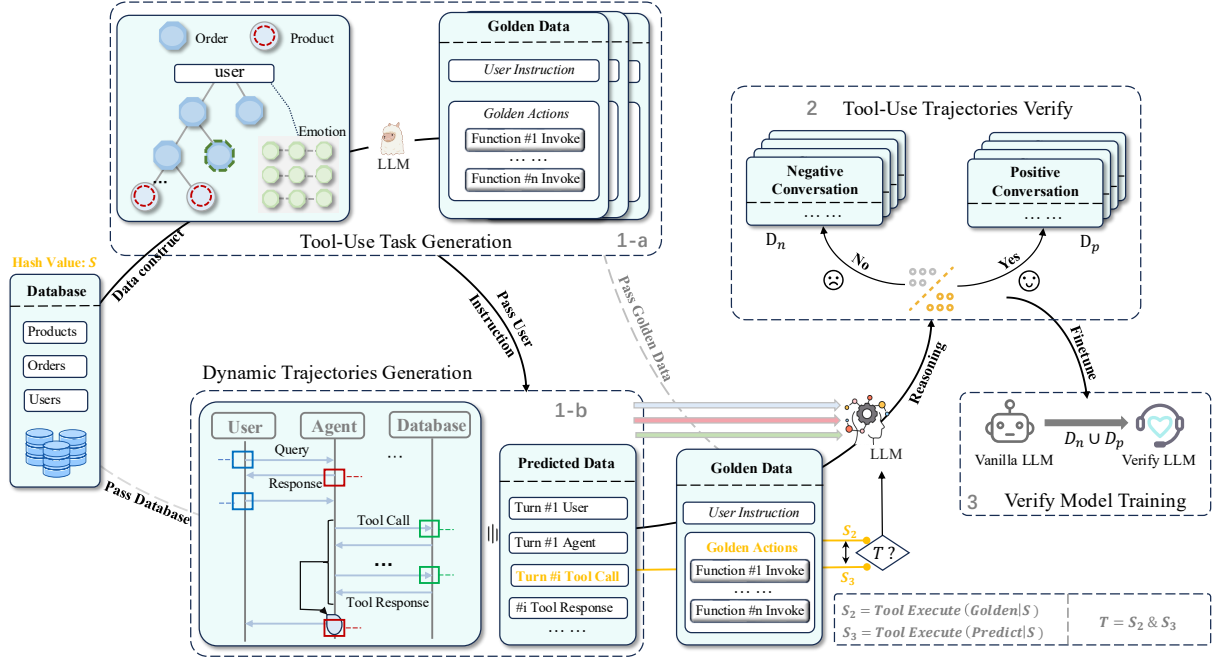 Order
Product
user
Emotion
...
LLM
Golden Data
User Instruction
Golden Actions
Function #1 Invoke
... ...
Function #n Invoke
Tool-Use Task Generation
1-a
2
Tool-Use Trajectories Verify
Negative
Conversation
... ...
Positive
Conversation
... ...
D_n
D_p
No
Yes
Hash Value: S
Database
Products
Orders
Users
Data construct
Pass User
Instruction
Pass Golden Data
Pass Database
Reasoning
Finetune
Dynamic Trajectories Generation
1-b
User
Agent
Database
Query
...
Response
Tool Call
...
Tool Response
Predicted Data
Turn #1 User
Turn #1 Agent
Turn #i Tool Call
#i Tool Response
... ...
Golden Data
User Instruction
Golden Actions
Function #1 Invoke
... ...
Function #n Invoke
LLM
S_2
S_3
T ?
Vanilla LLM
D_n ∪ D_p
Verify LLM
3
Verify Model Training
S_2 = Tool Execute (Golden|S)
S_3 = Tool Execute (Predict|S)
T = S_2 & S_3